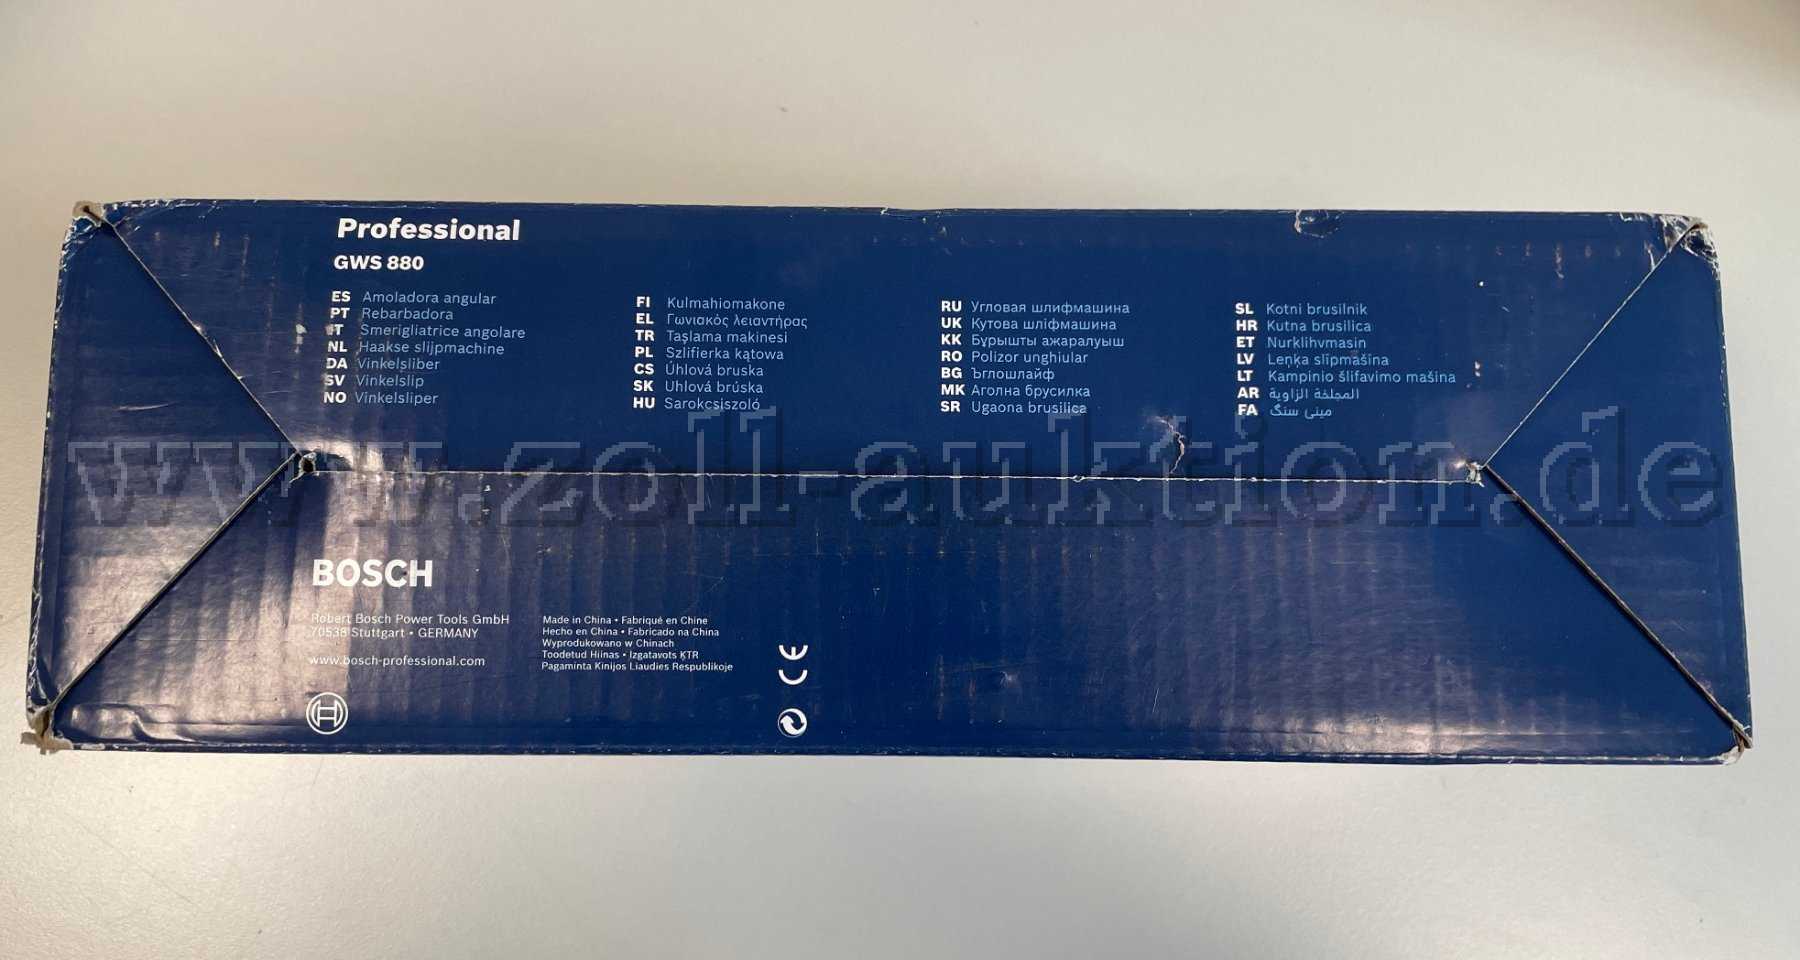 Professional
GWS 880
ES Amoladora angular
PT Rebarbadora
IT Smerigliatrice angolare
NL Haakse slijpmachine
DA Vinkelsliber
SV Vinkelslip
NO Vinkelsliper
FI Kulmahiomakone
EL Γωνιακός λειαντήρας
TR Taşlama makinesi
PL Szlifierka kątowa
CS Úhlová bruska
SK Uhlová brúska
HU Sarokcsiszoló
RU Угловая шлифмашина
UK Кутова шліфмашина
KK Бұрышты ажаралуыш
RO Polizor unghiular
BG Ъглошлайф
MK Аголна брусилка
SR Ugaona brusilica
SL Kotni brusilnik
HR Kutna brusilica
ET Nurklihvmasin
LV Leņķa slīpmašīna
LT Kampinio šlifavimo mašina
AR المجلخة الزاوية
FA مینی سنگ
www.zoll-auktion.de
BOSCH
Robert Bosch Power Tools GmbH
70538 Stuttgart • GERMANY
www.bosch-professional.com
Made in China • Fabriqué en Chine
Hecho en China • Fabricado na China
Wyprodukowano w Chinach
Toodetud Hiinas • Izgatavots ĶTR
Pagaminta Kinijos Liaudies Respublikoje
CE